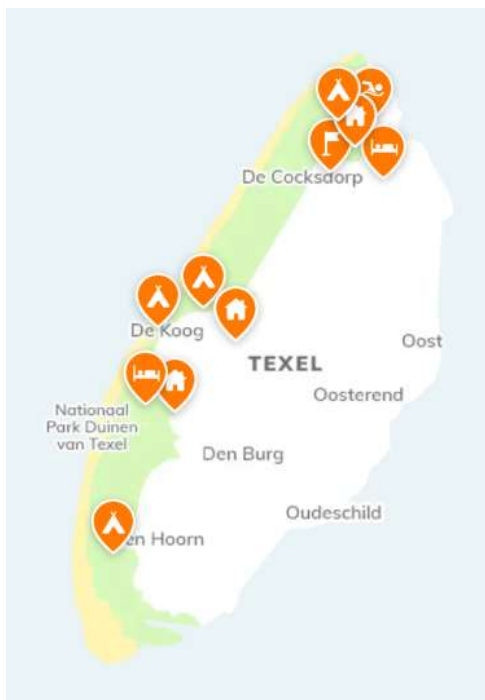 De Cocksdorp
De Koog
Oost
TEXEL
Oosterend
Nationaal
Park Duinen
van Texel
Den Burg
Oudeschild
en Hoorn